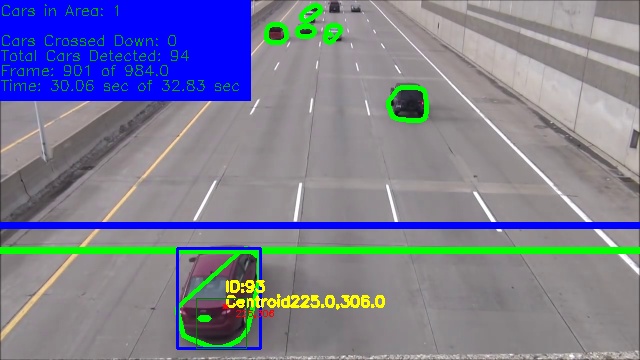 Cars in Area: 1
Cars Crossed Down: 0
Total Cars Detected: 94
Frame: 901 of 984.0
Time: 30.06 sec of 32.83 sec
ID:93
Centroid225.0,306.0